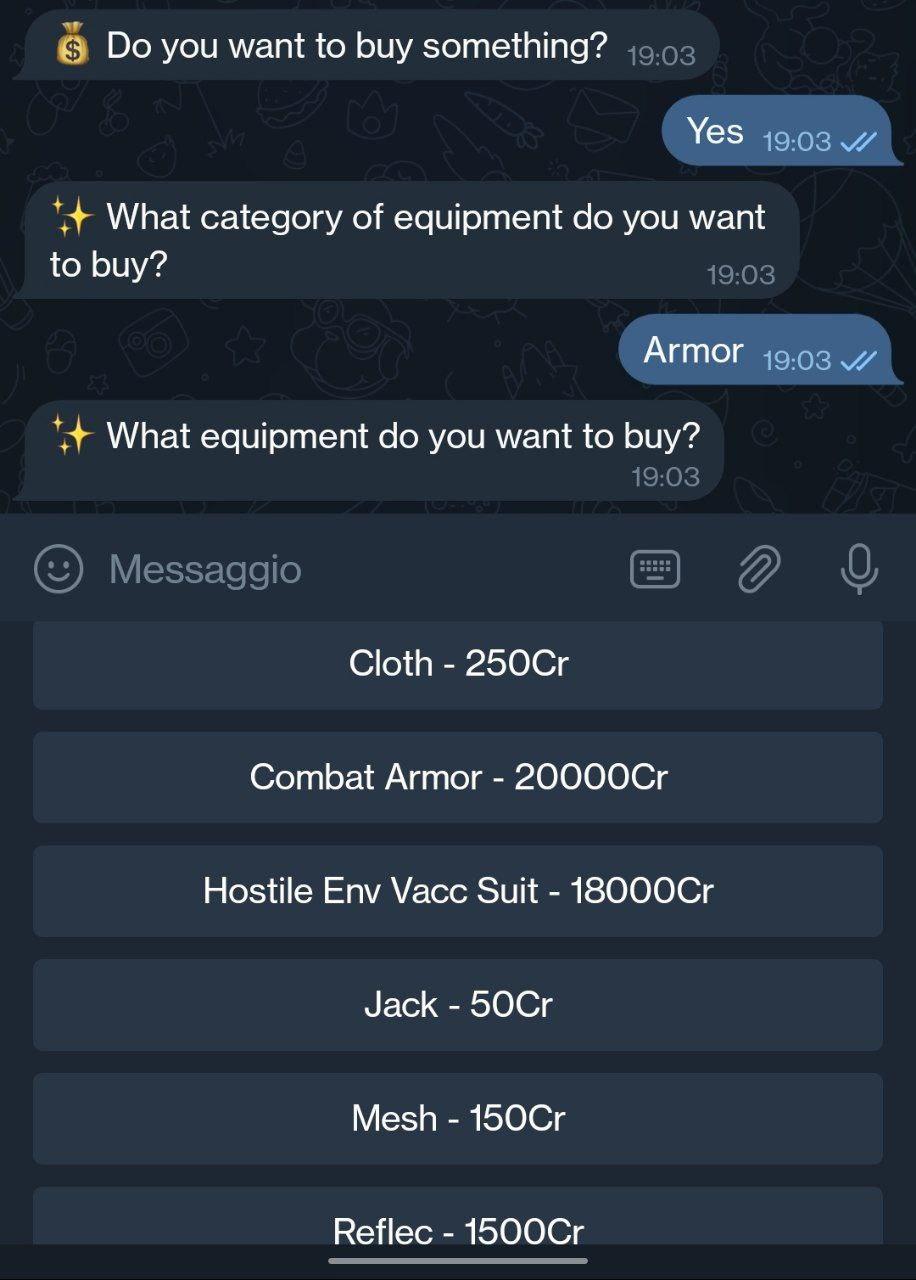 Do you want to buy something? 19:03
Yes 19:03
What category of equipment do you want
to buy? 19:03
Armor 19:03
What equipment do you want to buy?
19:03
Messaggio
Cloth - 250Cr
Combat Armor - 20000Cr
Hostile Env Vacc Suit - 18000Cr
Jack - 50Cr
Mesh - 150Cr
Reflec - 1500Cr